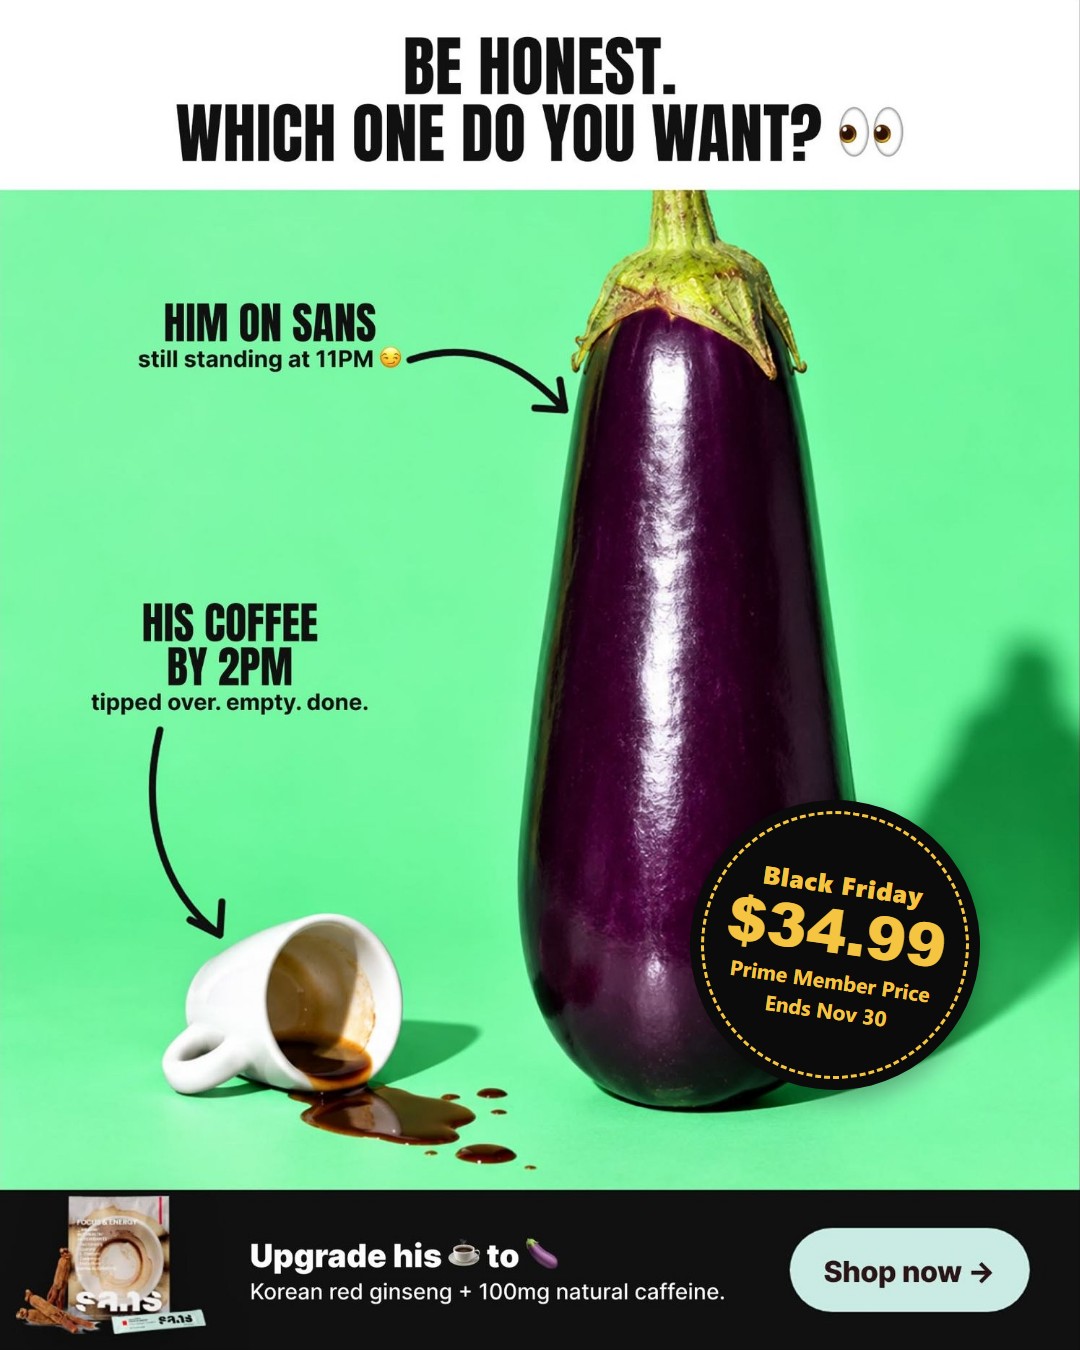 BE HONEST.
WHICH ONE DO YOU WANT? 👀
HIM ON SANS
still standing at 11PM 😏
HIS COFFEE
BY 2PM
tipped over. empty. done.
Black Friday
$34.99
Prime Member Price
Ends Nov 30
FOCUS & ENERGY
sans
sans
Upgrade his ☕ to 🍆
Korean red ginseng + 100mg natural caffeine.
Shop now →